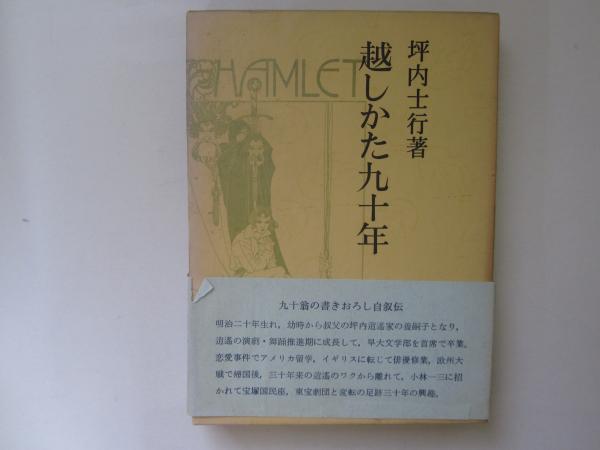 HAMLET
坪内士行著
越しかた九十年
九十翁の書きおろし自叙伝
明治二十年生れ，幼時から叔父の坪内逍遙家の養嗣子となり，
逍遙の演劇・舞踊推進期に成長して，早大文学部を首席で卒業。
恋愛事件でアメリカ留学，イギリスに転じて俳優修業，欧州大
戦で帰国後，三十年来の逍遙のワクから離れて，小林一三に招
かれて宝塚国民座，東宝劇団と変転の足跡三十年の興趣。